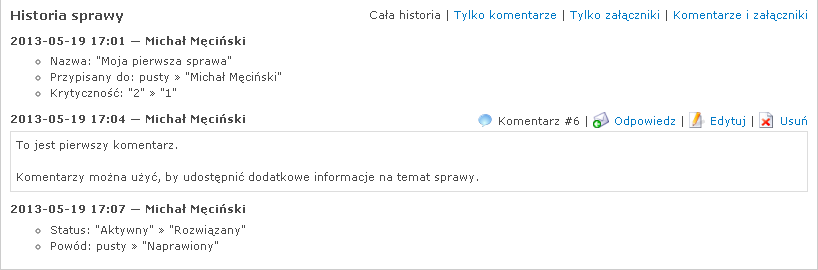 Historia sprawy
Cała historia | Tylko komentarze | Tylko załączniki | Komentarze i załączniki
2013-05-19 17:01 — Michał Męciński
Nazwa: "Moja pierwsza sprawa"
Przypisany do: pusty » "Michał Męciński"
Krytyczność: "2" » "1"
2013-05-19 17:04 — Michał Męciński
Komentarz #6 | Odpowiedz | Edytuj | Usuń
To jest pierwszy komentarz.
Komentarzy można użyć, by udostępnić dodatkowe informacje na temat sprawy.
2013-05-19 17:07 — Michał Męciński
Status: "Aktywny" » "Rozwiązany"
Powód: pusty » "Naprawiony"